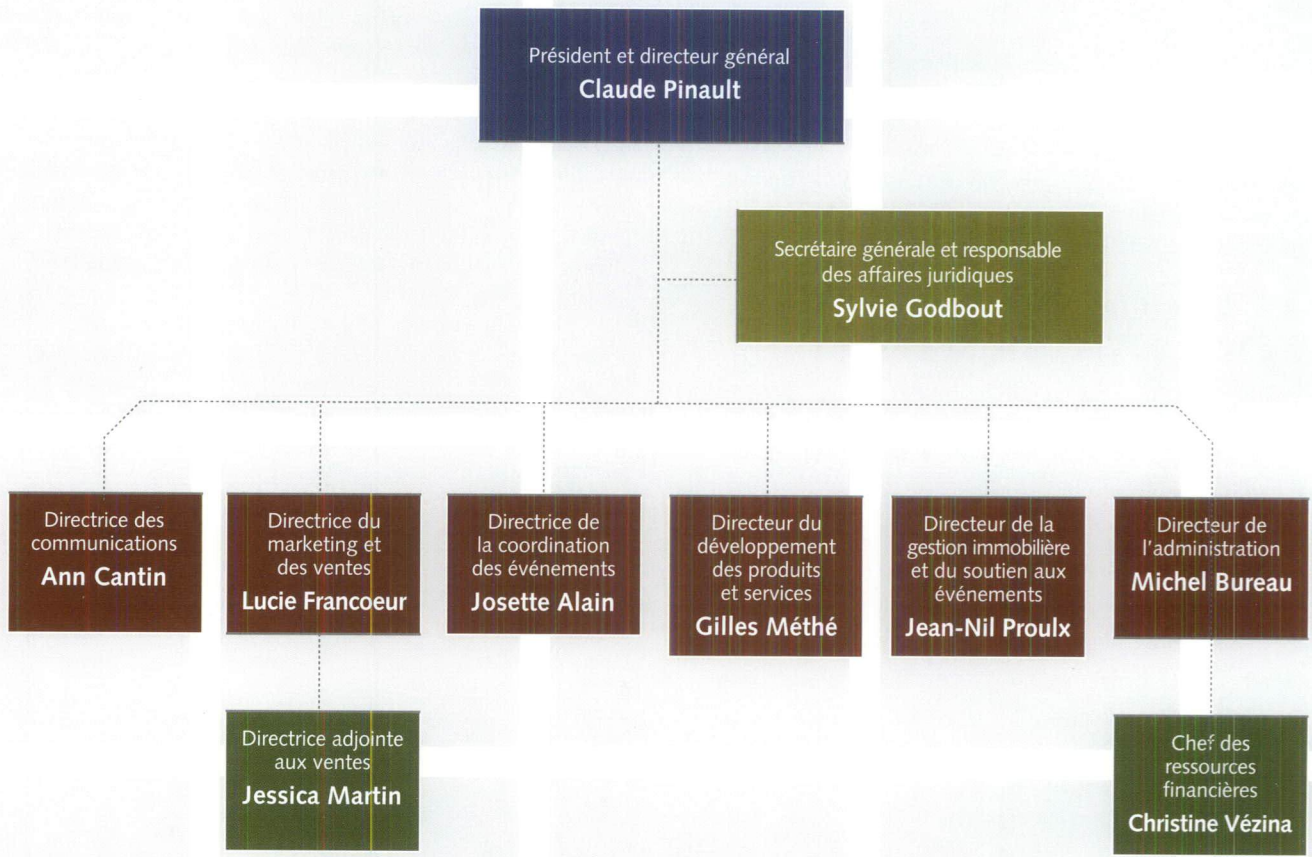 Président et directeur général
Claude Pinault
Secrétaire générale et responsable
des affaires juridiques
Sylvie Godbout
Directrice des
communications
Ann Cantin
Directrice du
marketing et
des ventes
Lucie Francoeur
Directrice de
la coordination
des événements
Josette Alain
Directeur du
développement
des produits
et services
Gilles Méthé
Directeur de la
gestion immobilière
et du soutien aux
événements
Jean-Nil Proulx
Directeur de
l'administration
Michel Bureau
Directrice adjointe
aux ventes
Jessica Martin
Chef des
ressources
financières
Christine Vézina